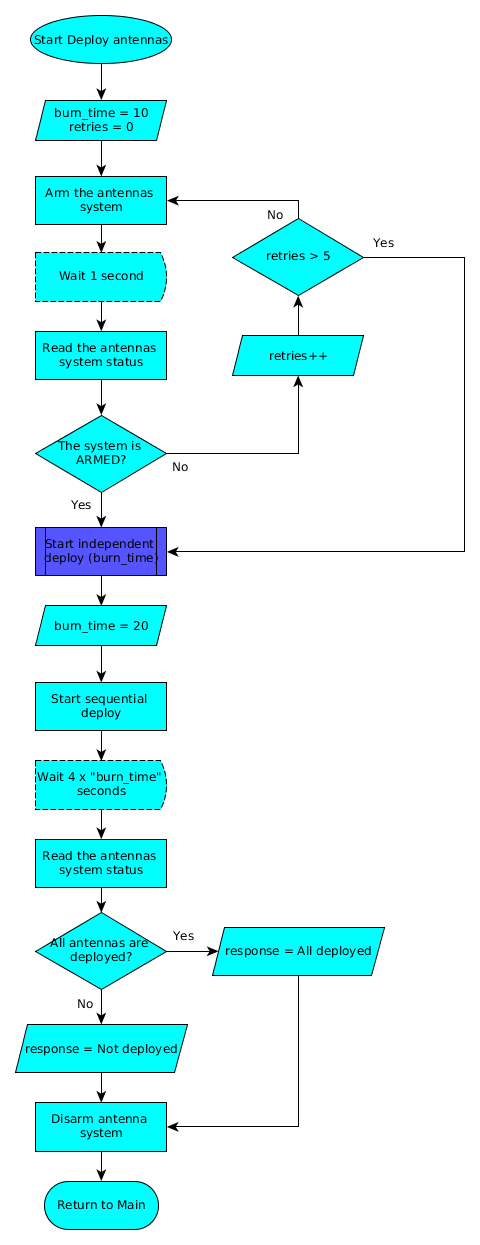 Start Deploy antennas
burn_time = 10
retries = 0
Arm the antennas
system
No
Yes
retries > 5
Wait 1 second
Read the antennas
system status
retries++
The system is
ARMED?
No
Yes
Start independent
deploy (burn_time)
burn_time = 20
Start sequential
deploy
Wait 4 x "burn_time"
seconds
Read the antennas
system status
All antennas are
deployed?
Yes
response = All deployed
No
response = Not deployed
Disarm antenna
system
Return to Main